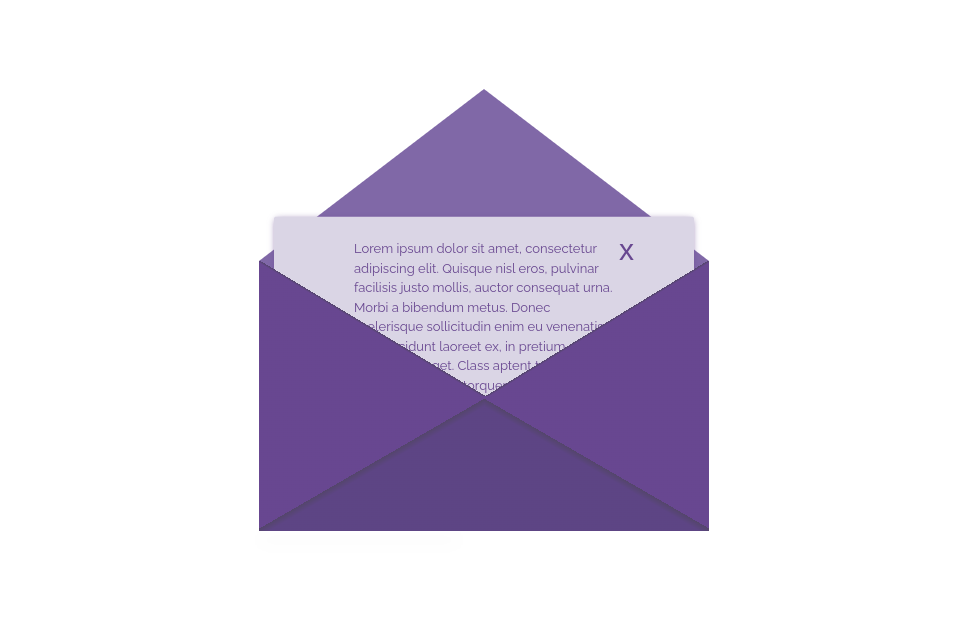 Lorem ipsum dolor sit amet, consectetur X
adipiscing elit. Quisque nisl eros, pulvinar
facilisis justo mollis, auctor consequat urna.
Morbi a bibendum metus. Donec
sollicitudin enim eu
laoreet ex, in pretium
Class aptent